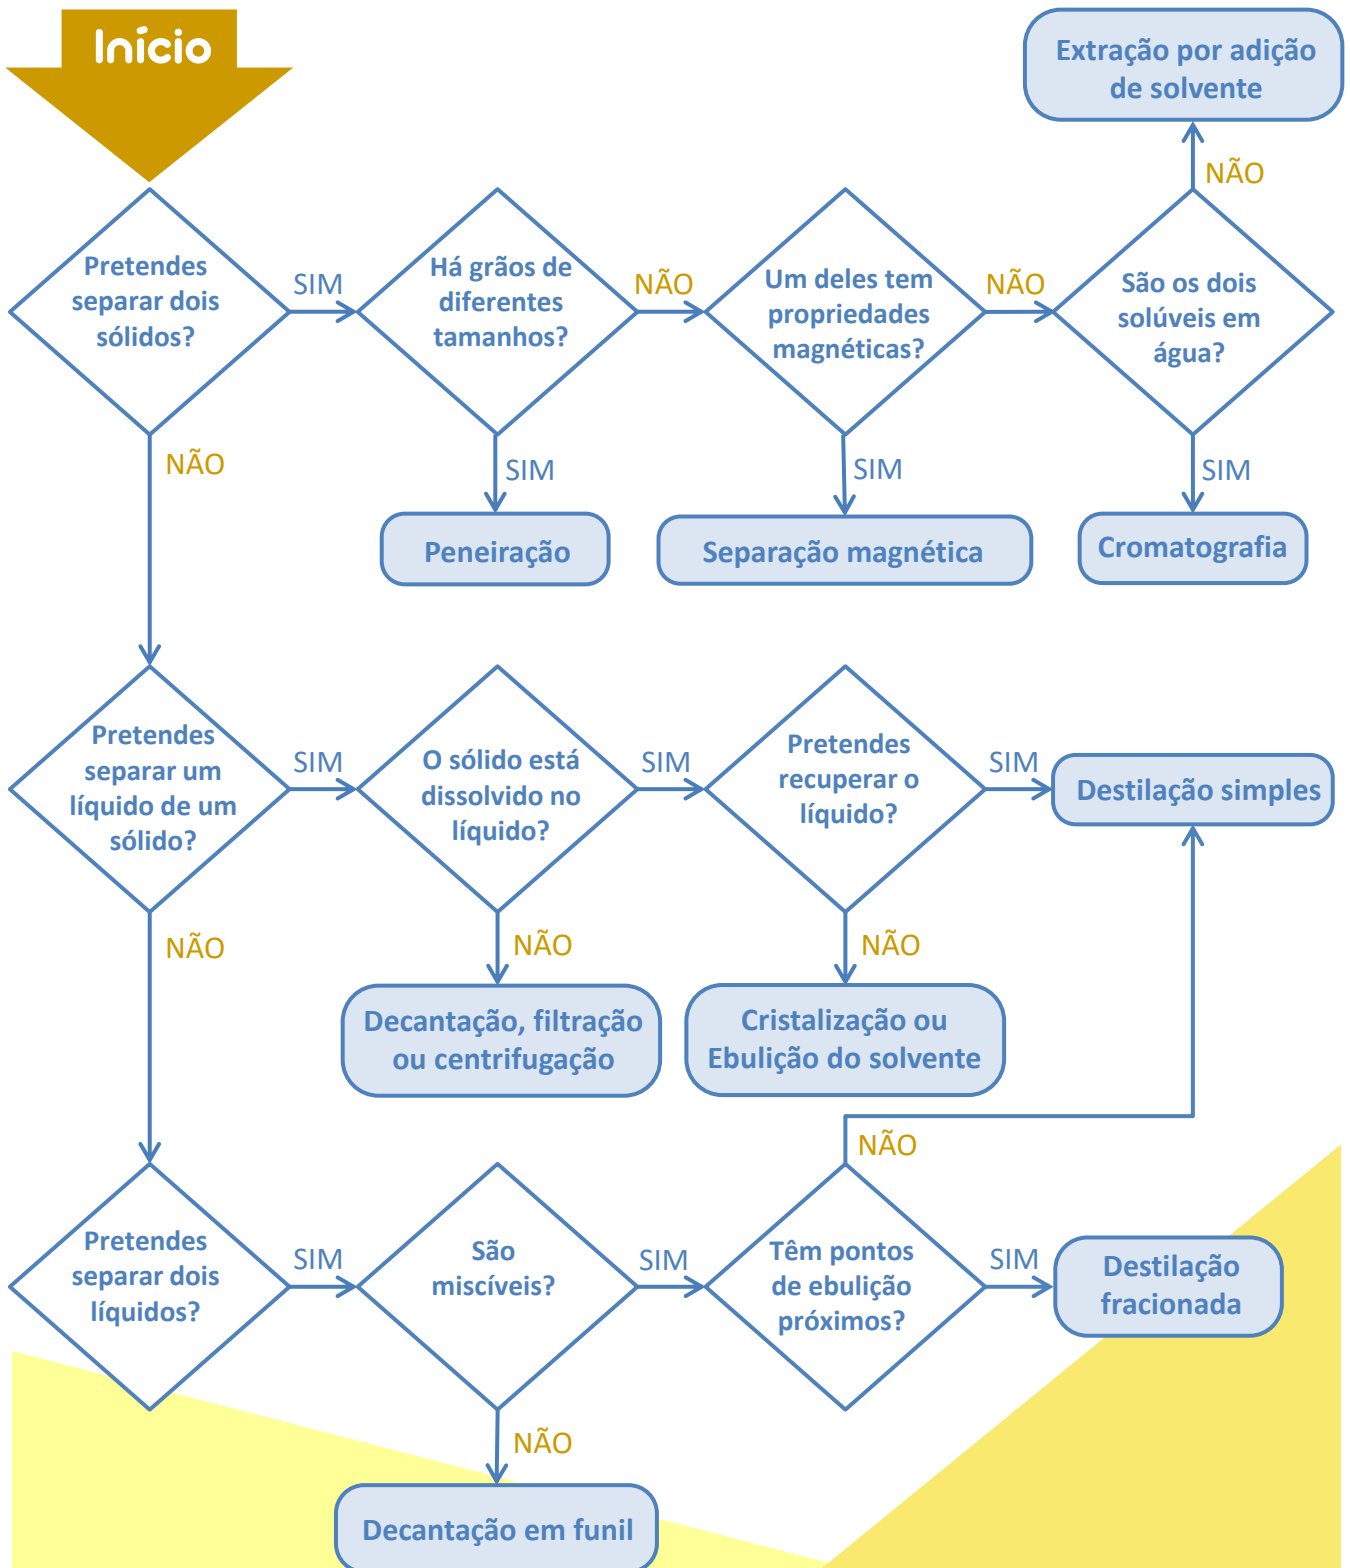 Início
Extração por adição
de solvente
NÃO
Pretendes
separar dois
sólidos?
SIM
Há grãos de
diferentes
tamanhos?
NÃO
Um deles tem
propriedades
magnéticas?
NÃO
São os dois
solúveis em
água?
NÃO
SIM
SIM
SIM
Peneiração
Separação magnética
Cromatografia
Pretendes
separar um
líquido de um
sólido?
SIM
O sólido está
dissolvido no
líquido?
SIM
Pretendes
recuperar o
líquido?
SIM
Destilação simples
NÃO
NÃO
NÃO
Decantação, filtração
ou centrifugação
Cristalização ou
Ebulição do solvente
NÃO
Pretendes
separar dois
líquidos?
SIM
São
miscíveis?
SIM
Têm pontos
de ebulição
próximos?
SIM
Destilação
fracionada
NÃO
Decantação em funil